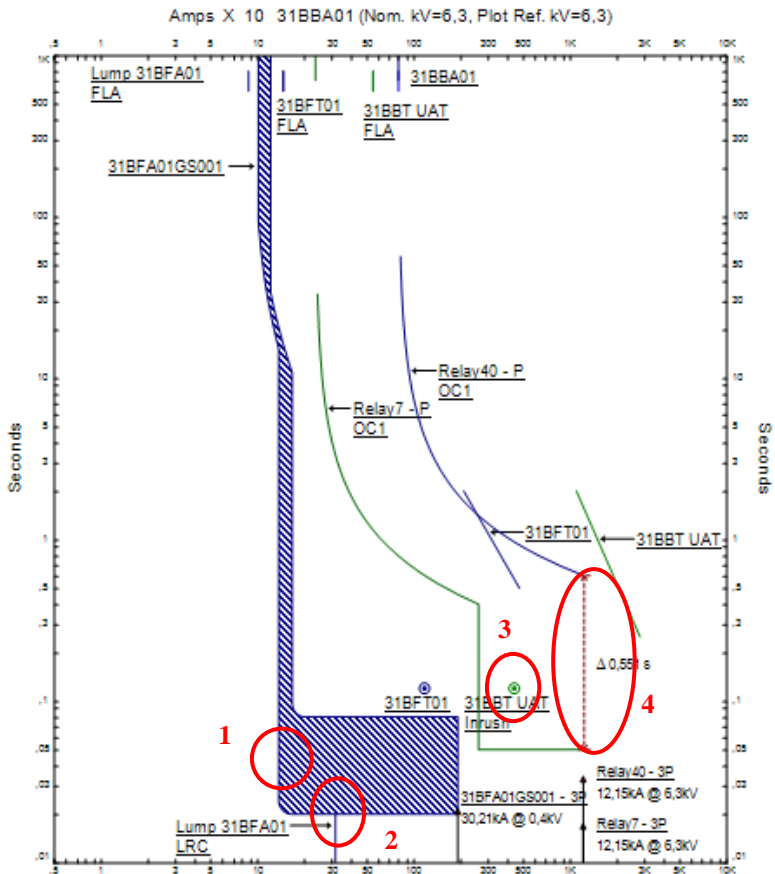 Amps X 10 31BBA01 (Nom. kV=6,3, Plot Ref. kV=6,3)
.5 1 3 5 10 30 50 100 300 500 1K 3K 5K 10K
1K 1K
Lump 31BFA01
FLA
31BFT01
FLA
31BBT UAT
FLA
31BBA01
500 500
300 300
31BFA01GS001
100 100
50 50
30 30
10 10
Relay40 - P
OC1
Relay7 - P
OC1
5 5
3 3
Seconds
Seconds
31BFT01
31BBT UAT
1 1
.5 .5
.3 .3
3
Δ 0,551 s
4
31BFT01
31BBT UAT
Inrush
.1 .1
1
.05 .05
.03 .03
Relay40 - 3P
12,15kA @ 6,3kV
31BFA01GS001 - 3P
30,21kA @ 0,4kV
2
Lump 31BFA01
LRC
Relay7 - 3P
12,15kA @ 6,3kV
.01 .01
.5 1 3 5 10 30 50 100 300 500 1K 3K 5K 10K